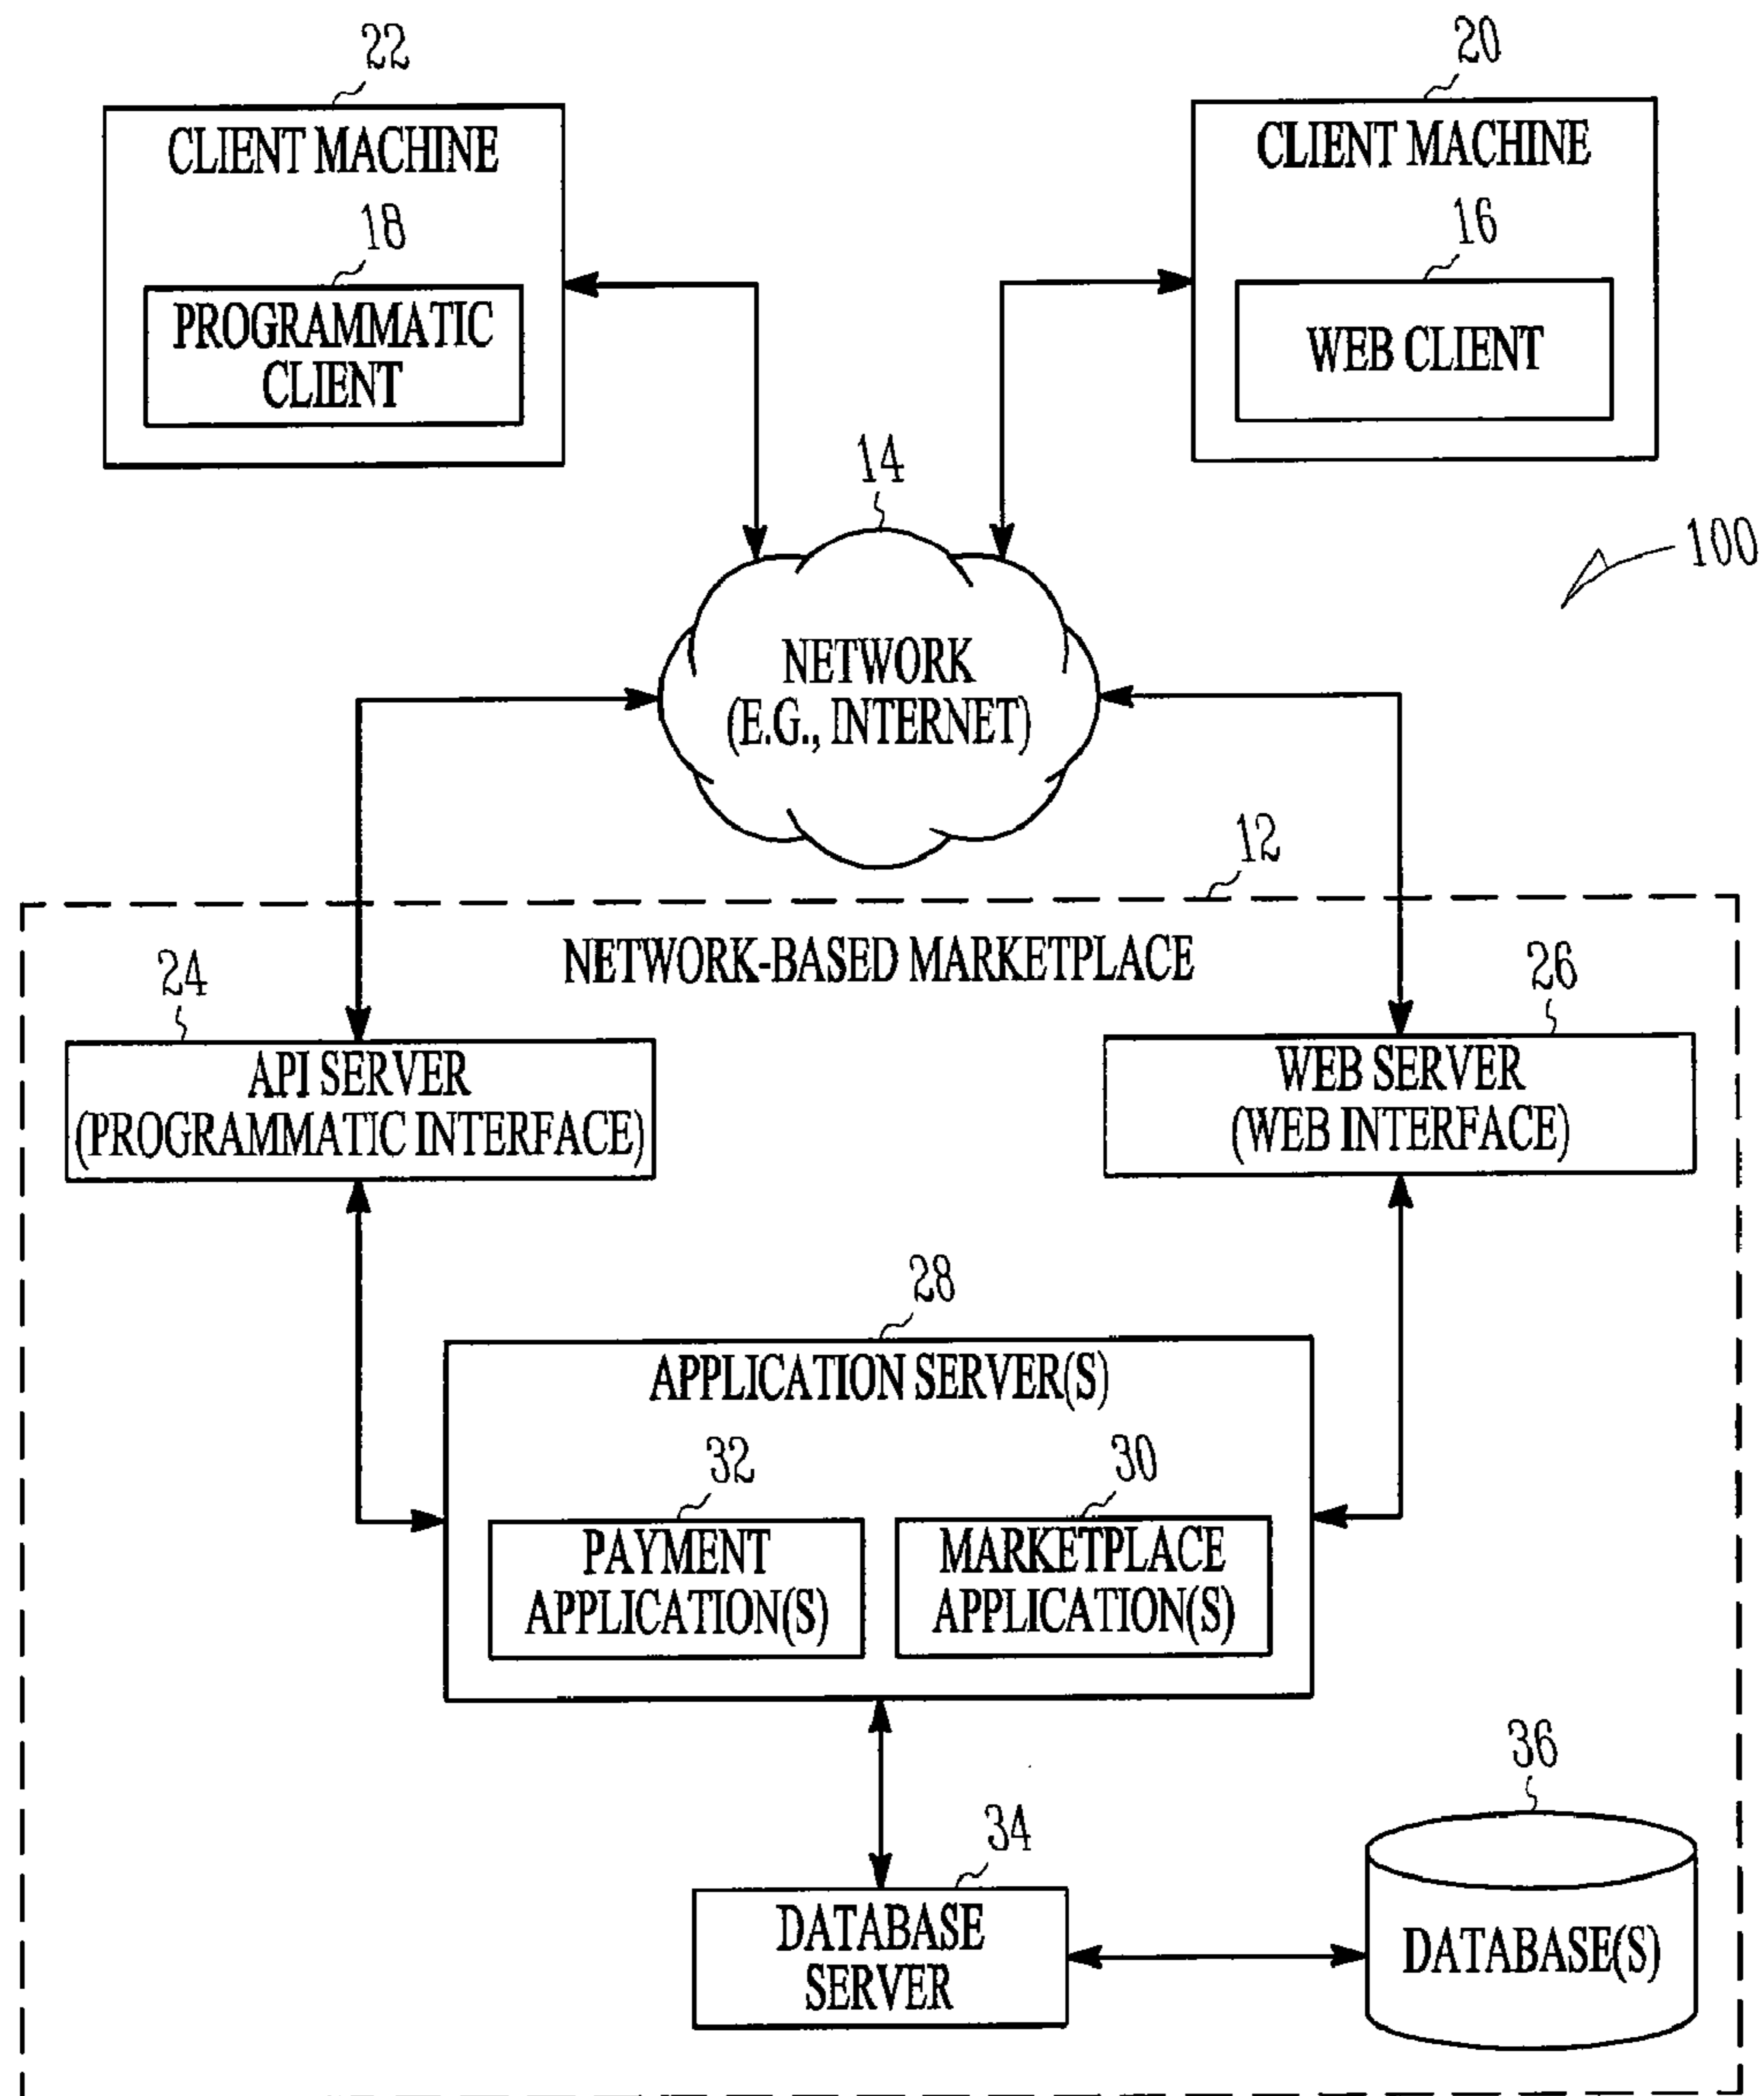 22
CLIENT MACHINE
18
PROGRAMMATIC
CLIENT
20
CLIENT MACHINE
16
WEB CLIENT
14
NETWORK
(E.G., INTERNET)
100
12
NETWORK-BASED MARKETPLACE
24
API SERVER
(PROGRAMMATIC INTERFACE)
26
WEB SERVER
(WEB INTERFACE)
28
APPLICATION SERVER(S)
32
PAYMENT
APPLICATION(S)
30
MARKETPLACE
APPLICATION(S)
34
DATABASE
SERVER
36
DATABASE(S)